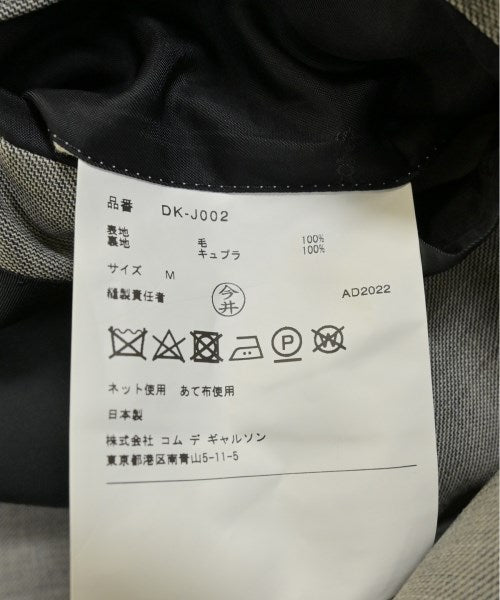 品番 DK-J002
表地 毛 100%
裏地 キュプラ 100%
サイズ M
縫製責任者 今井 AD2022
P W
ネット使用 あて布使用
日本製
株式会社 コム デ ギャルソン
東京都港区南青山5-11-5